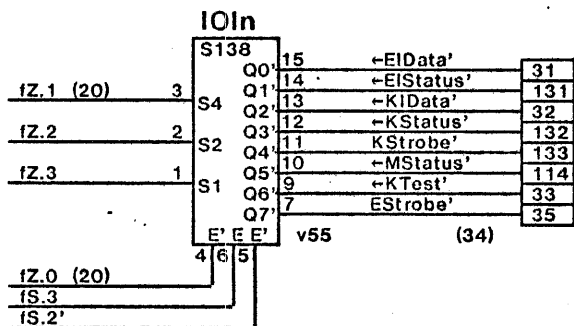 IOIn
S138
fZ.1 (20) 3 S4
fZ.2 2 S2
fZ.3 1 S1
Q0' 15 ←EIData' 31
Q1' 14 ←EIStatus' 131
Q2' 13 ←KIData' 32
Q3' 12 ←KStatus' 132
Q4' 11 KStrobe' 133
Q5' 10 ←MStatus' 114
Q6' 9 ←KTest' 33
Q7' 7 EStrobe' 35
E' E E' v55 (34)
4 6 5
fZ.0 (20)
fS.3
fS.2'